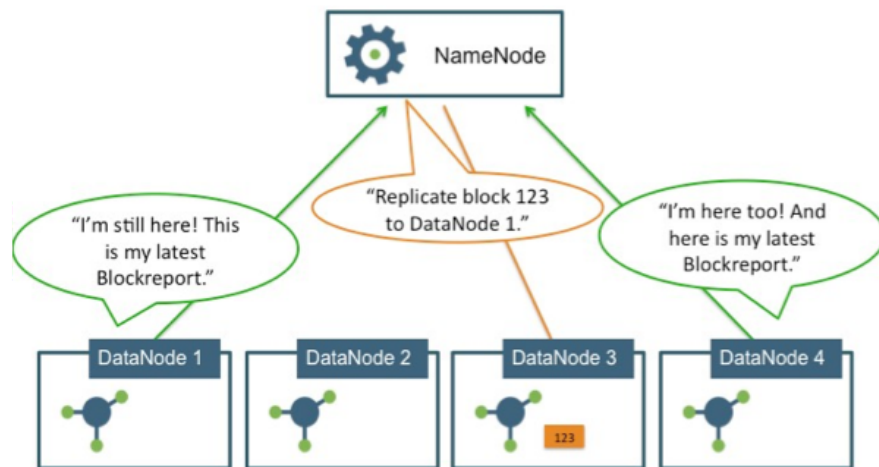 NameNode
“I’m still here! This
is my latest
Blockreport.”
“Replicate block 123
to DataNode 1.”
“I’m here too! And
here is my latest
Blockreport.”
DataNode 1
DataNode 2
DataNode 3
DataNode 4
123